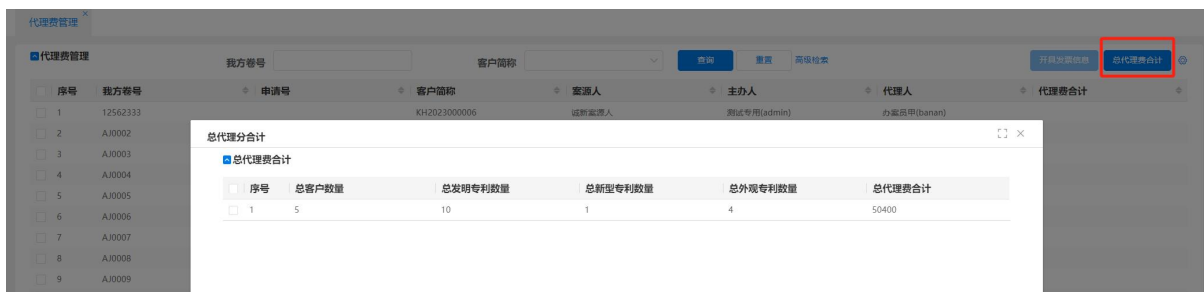 代理费管理 ×
代理费管理 我方卷号 客户简称 查询 重置 高级检索 开具发票信息 总代理费合计
序号 我方卷号 申请号 客户简称 案源人 主办人 代理人 代理费合计
1 12562333 KH2023000006 诚新案源人 测试专用(admin) 办案员甲(banan)
2 AJ0002
总代理分合计
3 AJ0003
总代理费合计
4 AJ0004
序号 总客户数量 总发明专利数量 总新型专利数量 总外观专利数量 总代理费合计
5 AJ0005
1 5 10 1 4 50400
6 AJ0006
7 AJ0007
8 AJ0008
9 AJ0009